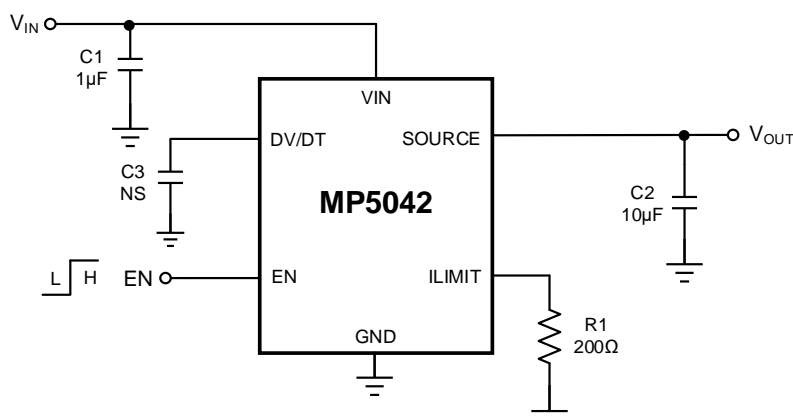 VIN
C1
1µF
VIN
DV/DT
SOURCE
VOUT
C3
NS
MP5042
C2
10µF
L
H
EN
EN
ILIMIT
GND
R1
200Ω